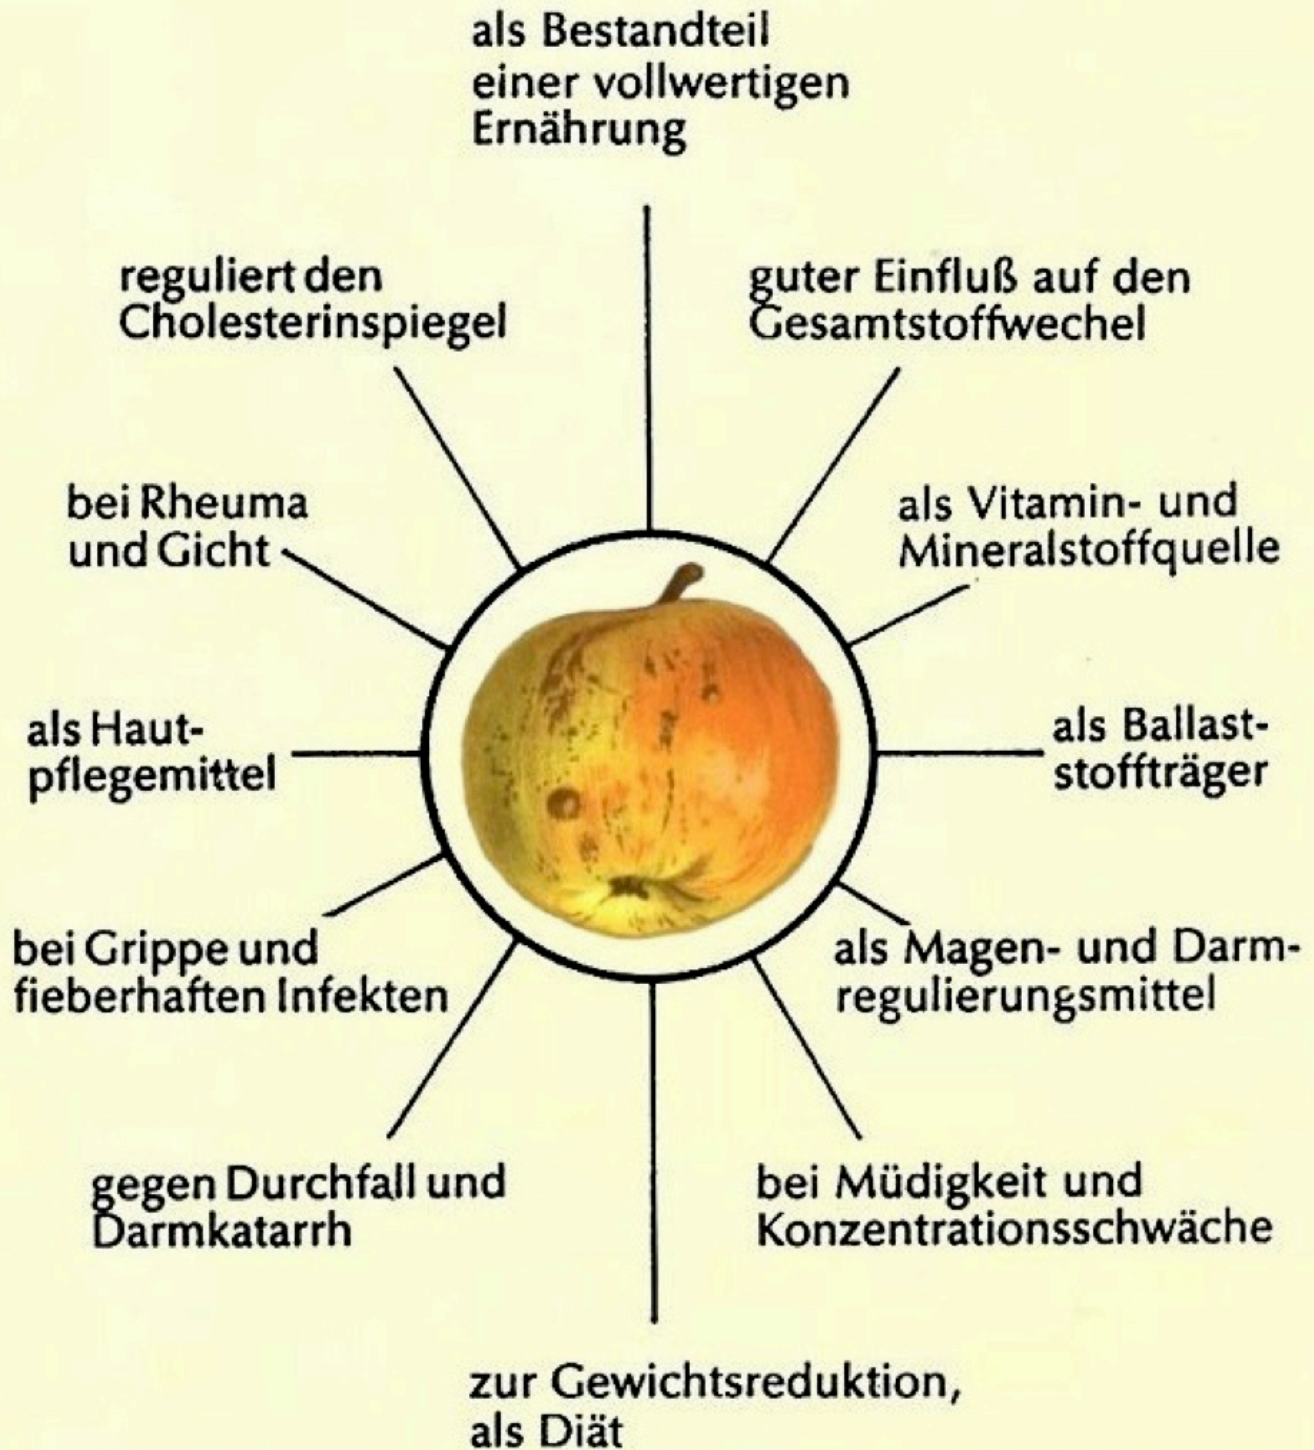 als Bestandteil
einer vollwertigen
Ernährung
guter Einfluß auf den
Gesamtstoffwechel
als Vitamin- und
Mineralstoffquelle
als Ballast-
stoffträger
als Magen- und Darm-
regulierungsmittel
bei Müdigkeit und
Konzentrationsschwäche
zur Gewichtsreduktion,
als Diät
gegen Durchfall und
Darmkatarrh
bei Grippe und
fieberhaften Infekten
als Haut-
pflegemittel
bei Rheuma
und Gicht
reguliert den
Cholesterinspiegel